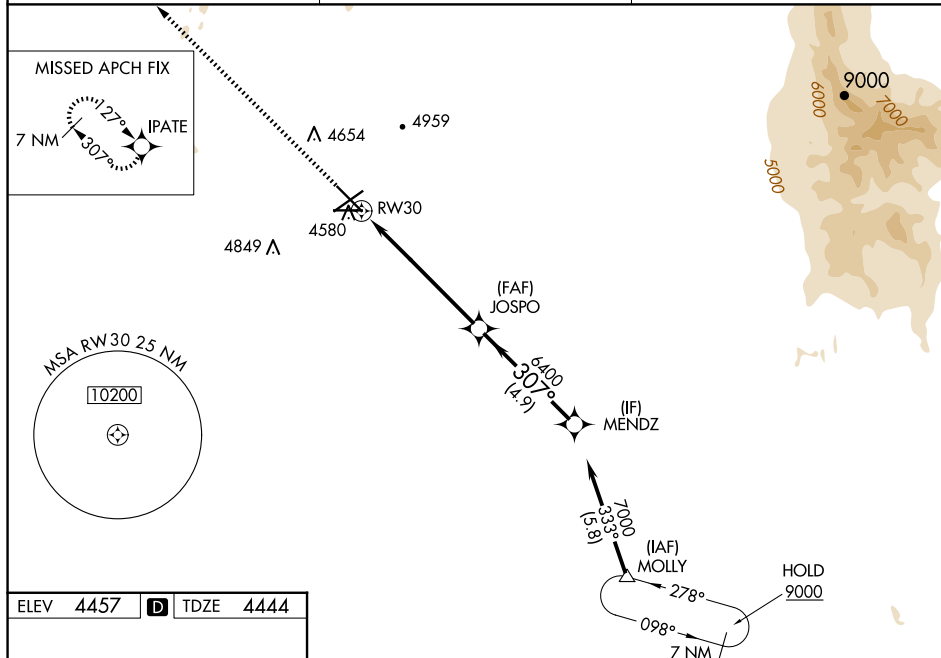 MISSED APCH FIX
127°
IPATE
7 NM
307°
4654
4959
9000
6000
7000
5000
RW30
4580
4849
(FAF)
JOSPO
6400
307°
(4.9)
(IF)
MENDZ
MSA RW30 25 NM
10200
7000
333°
(5.8)
(IAF)
MOLLY
HOLD
9000
278°
098°
7 NM
ELEV 4457 D TDZE 4444